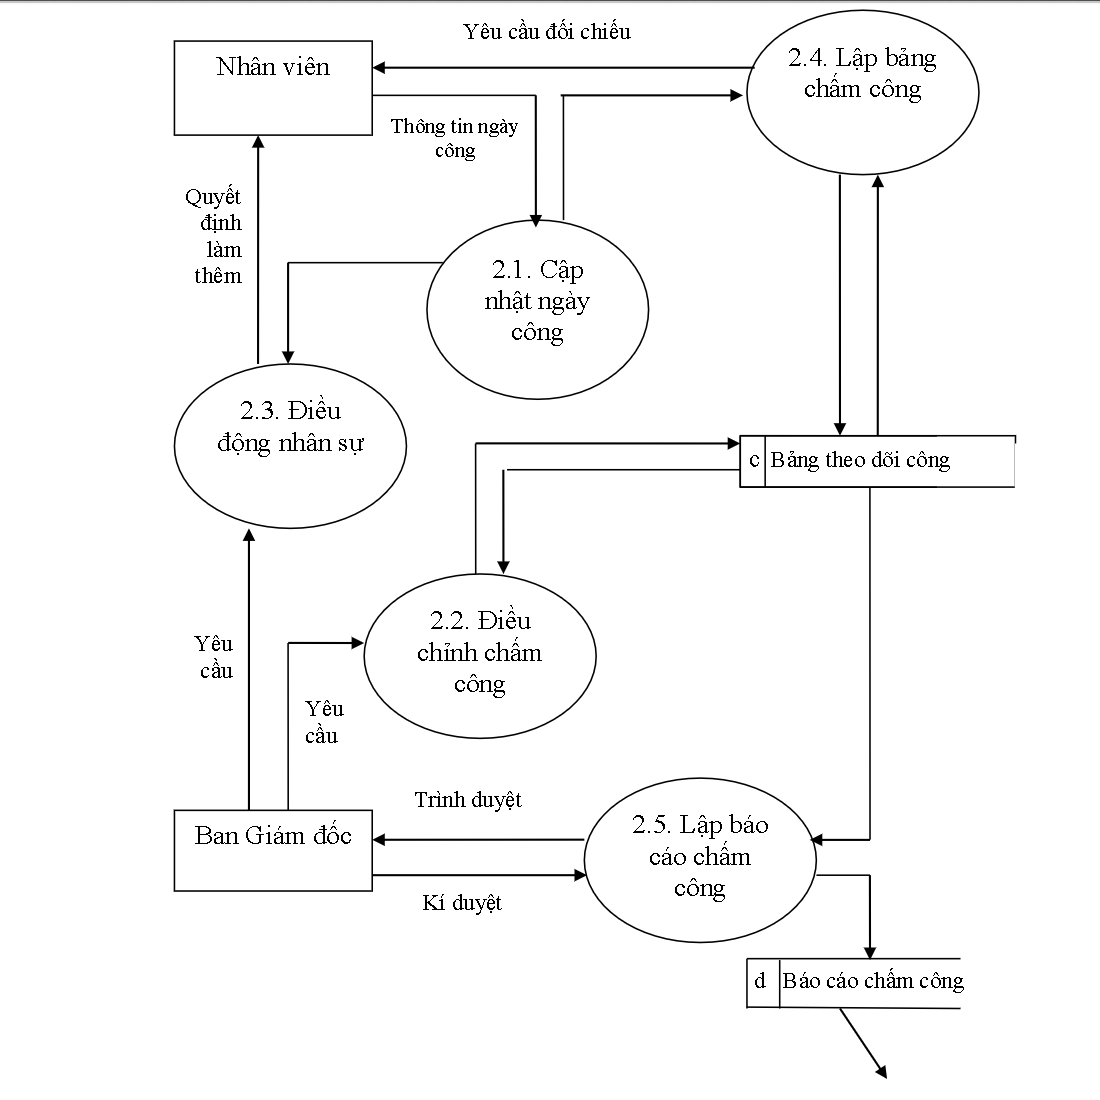 Yêu cầu đối chiếu
Nhân viên
2.4. Lập bảng
chấm công
Thông tin ngày
công
Quyết
định
làm
thêm
2.1. Cập
nhật ngày
công
2.3. Điều
động nhân sự
c Bảng theo dõi công
2.2. Điều
chỉnh chấm
công
Yêu
cầu
Yêu
cầu
Trình duyệt
Ban Giám đốc
2.5. Lập báo
cáo chấm
công
Kí duyệt
d Báo cáo chấm công